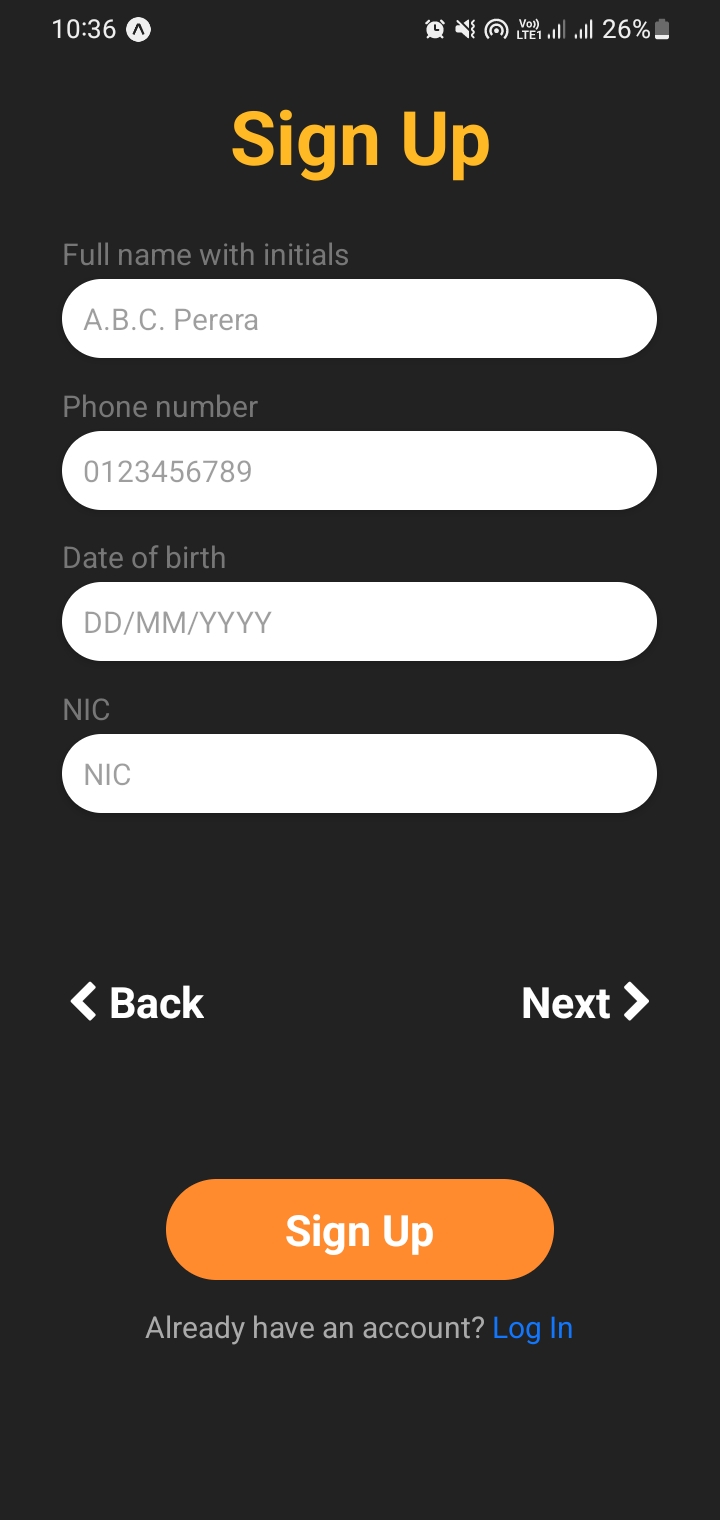 10:36 Vo)) LTE1 26%
Sign Up
Full name with initials
A.B.C. Perera
Phone number
0123456789
Date of birth
DD/MM/YYYY
NIC
NIC
Back Next
Sign Up
Already have an account? Log In